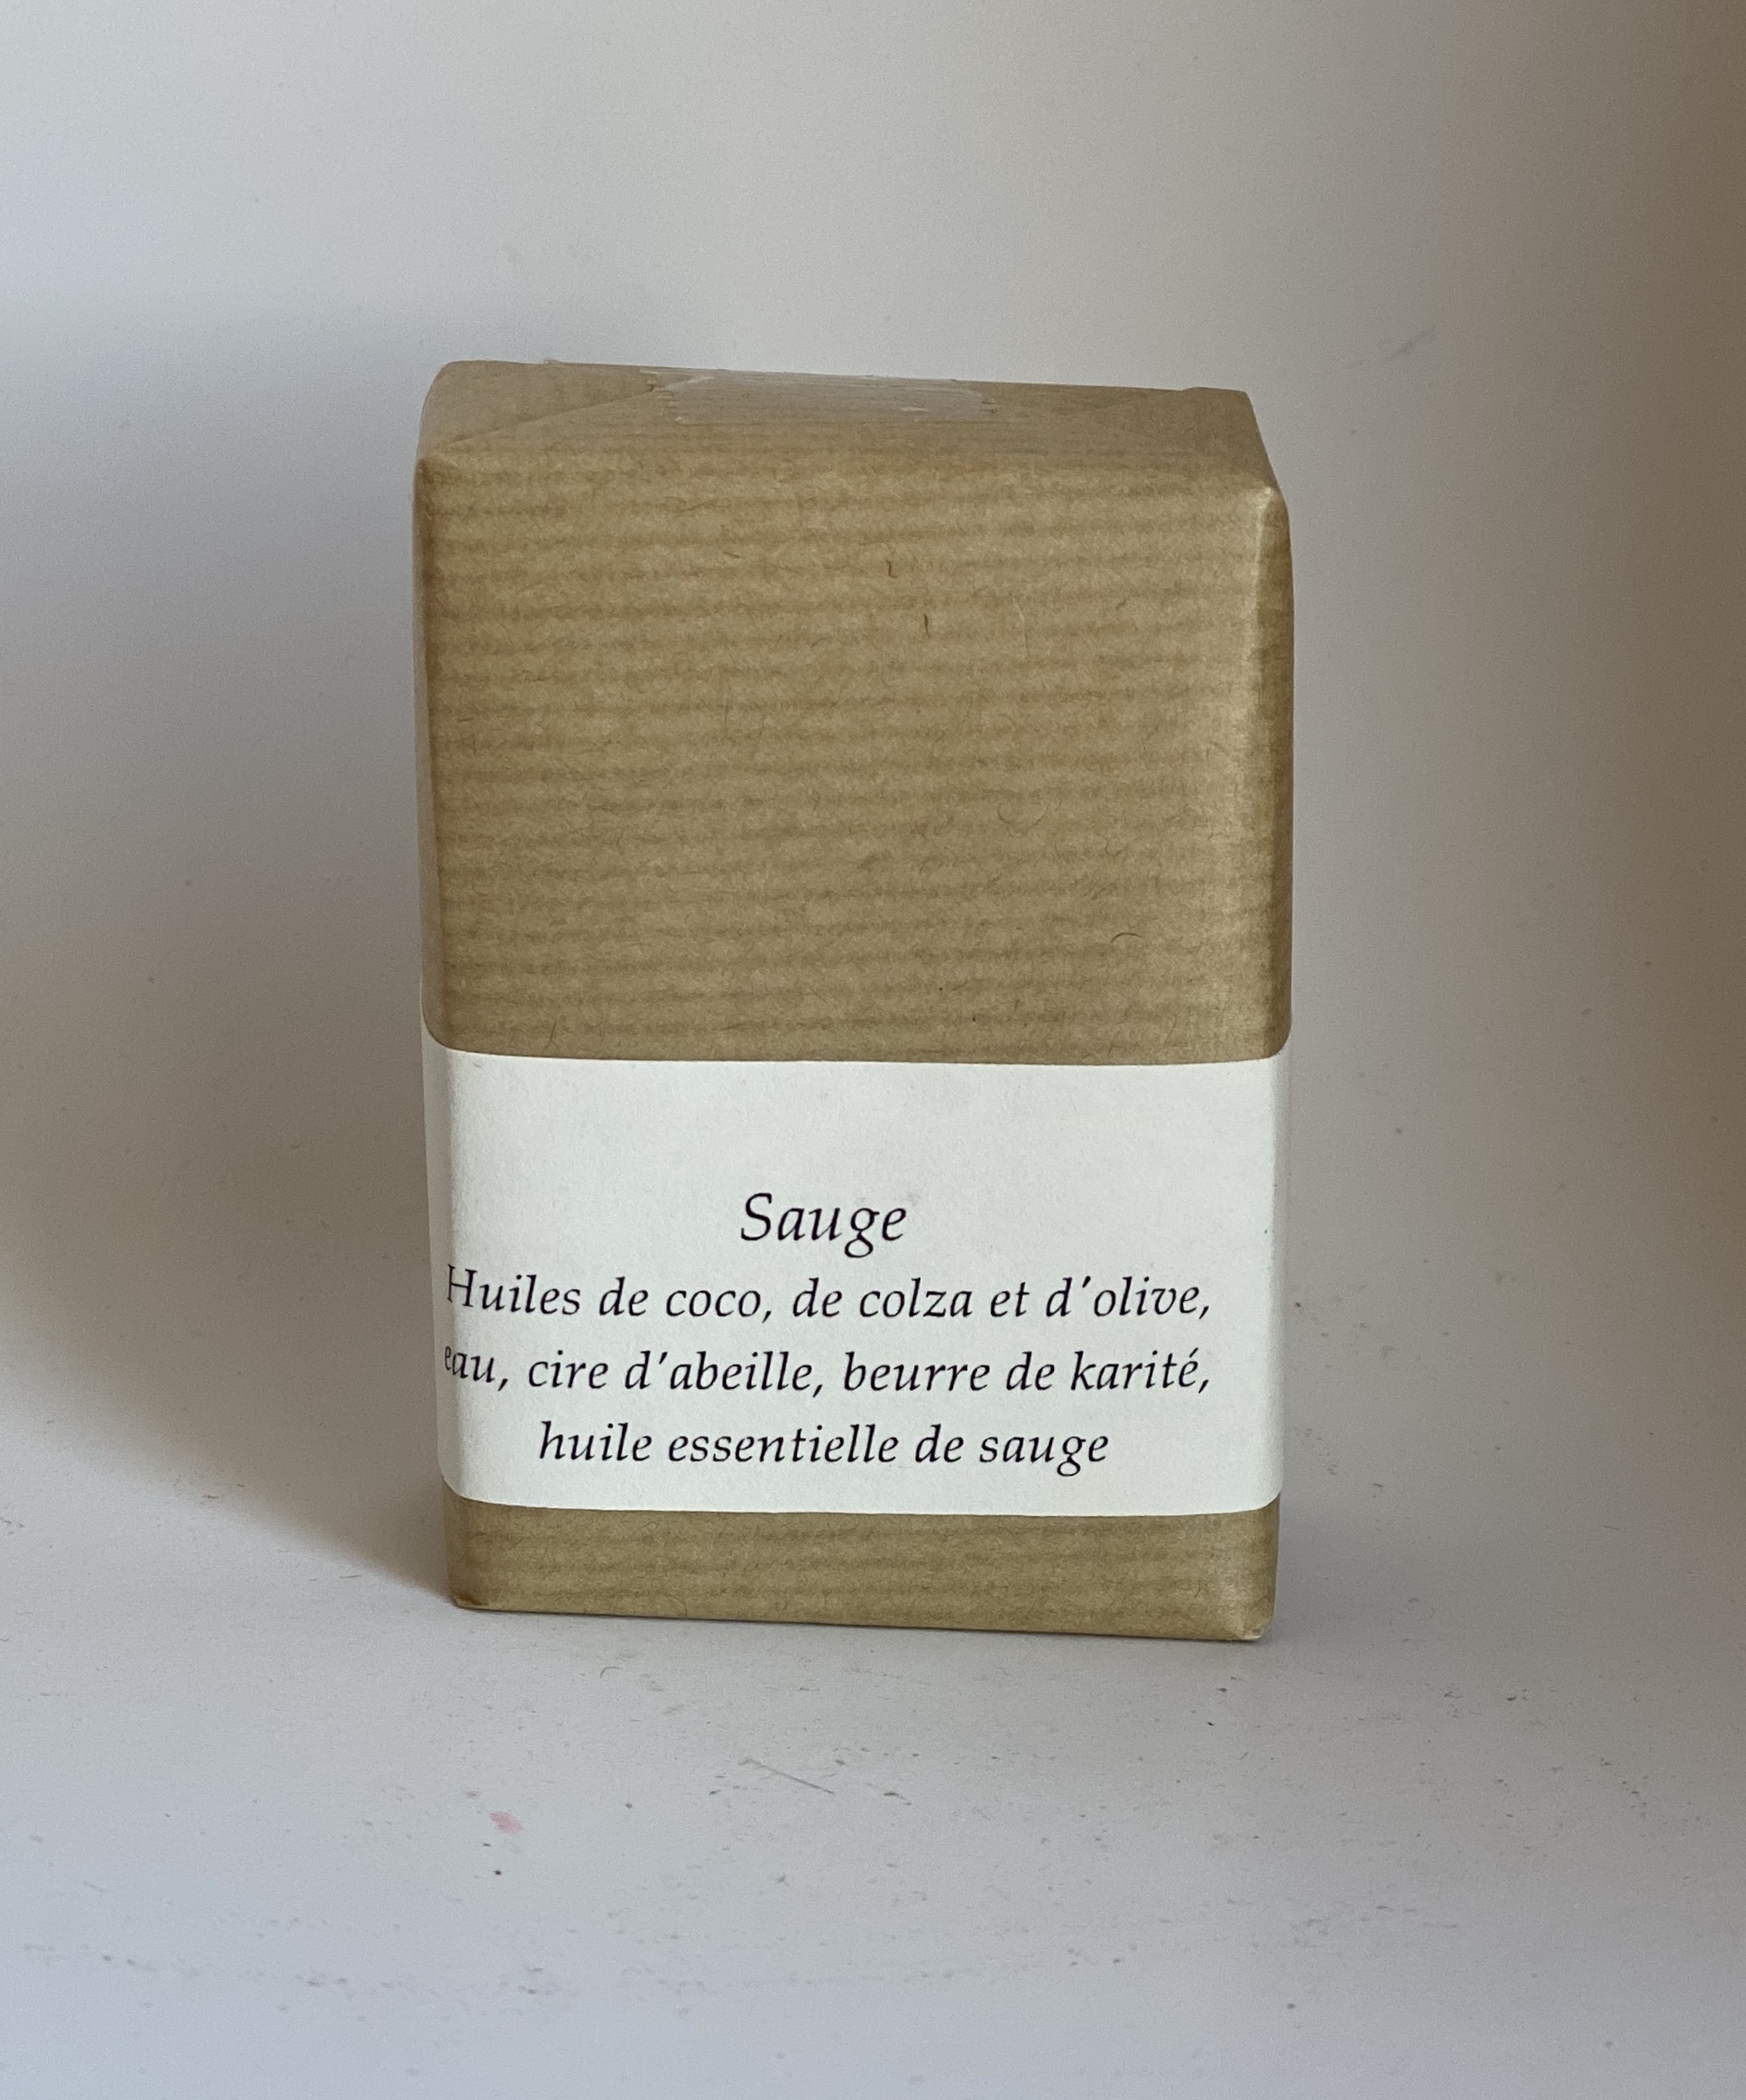 Sauge
Huiles de coco, de colza et d'olive,
eau, cire d'abeille, beurre de karité,
huile essentielle de sauge